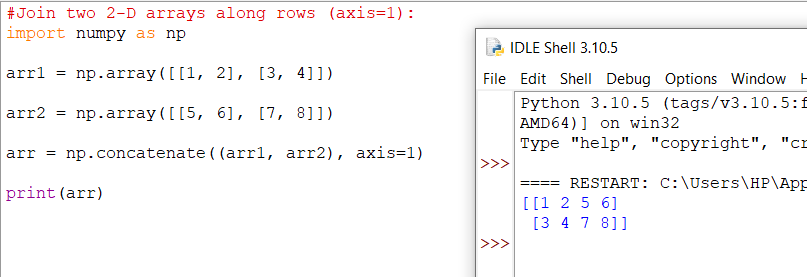 #Join two 2-D arrays along rows (axis=1):
import numpy as np
arr1 = np.array([[1, 2], [3, 4]])
arr2 = np.array([[5, 6], [7, 8]])
arr = np.concatenate((arr1, arr2), axis=1)
print(arr)
IDLE Shell 3.10.5
File Edit Shell Debug Options Window H
Python 3.10.5 (tags/v3.10.5:f
AMD64)] on win32
Type "help", "copyright", "cr
>>>
==== RESTART: C:\Users\HP\App
[[1 2 5 6]
 [3 4 7 8]]
>>>